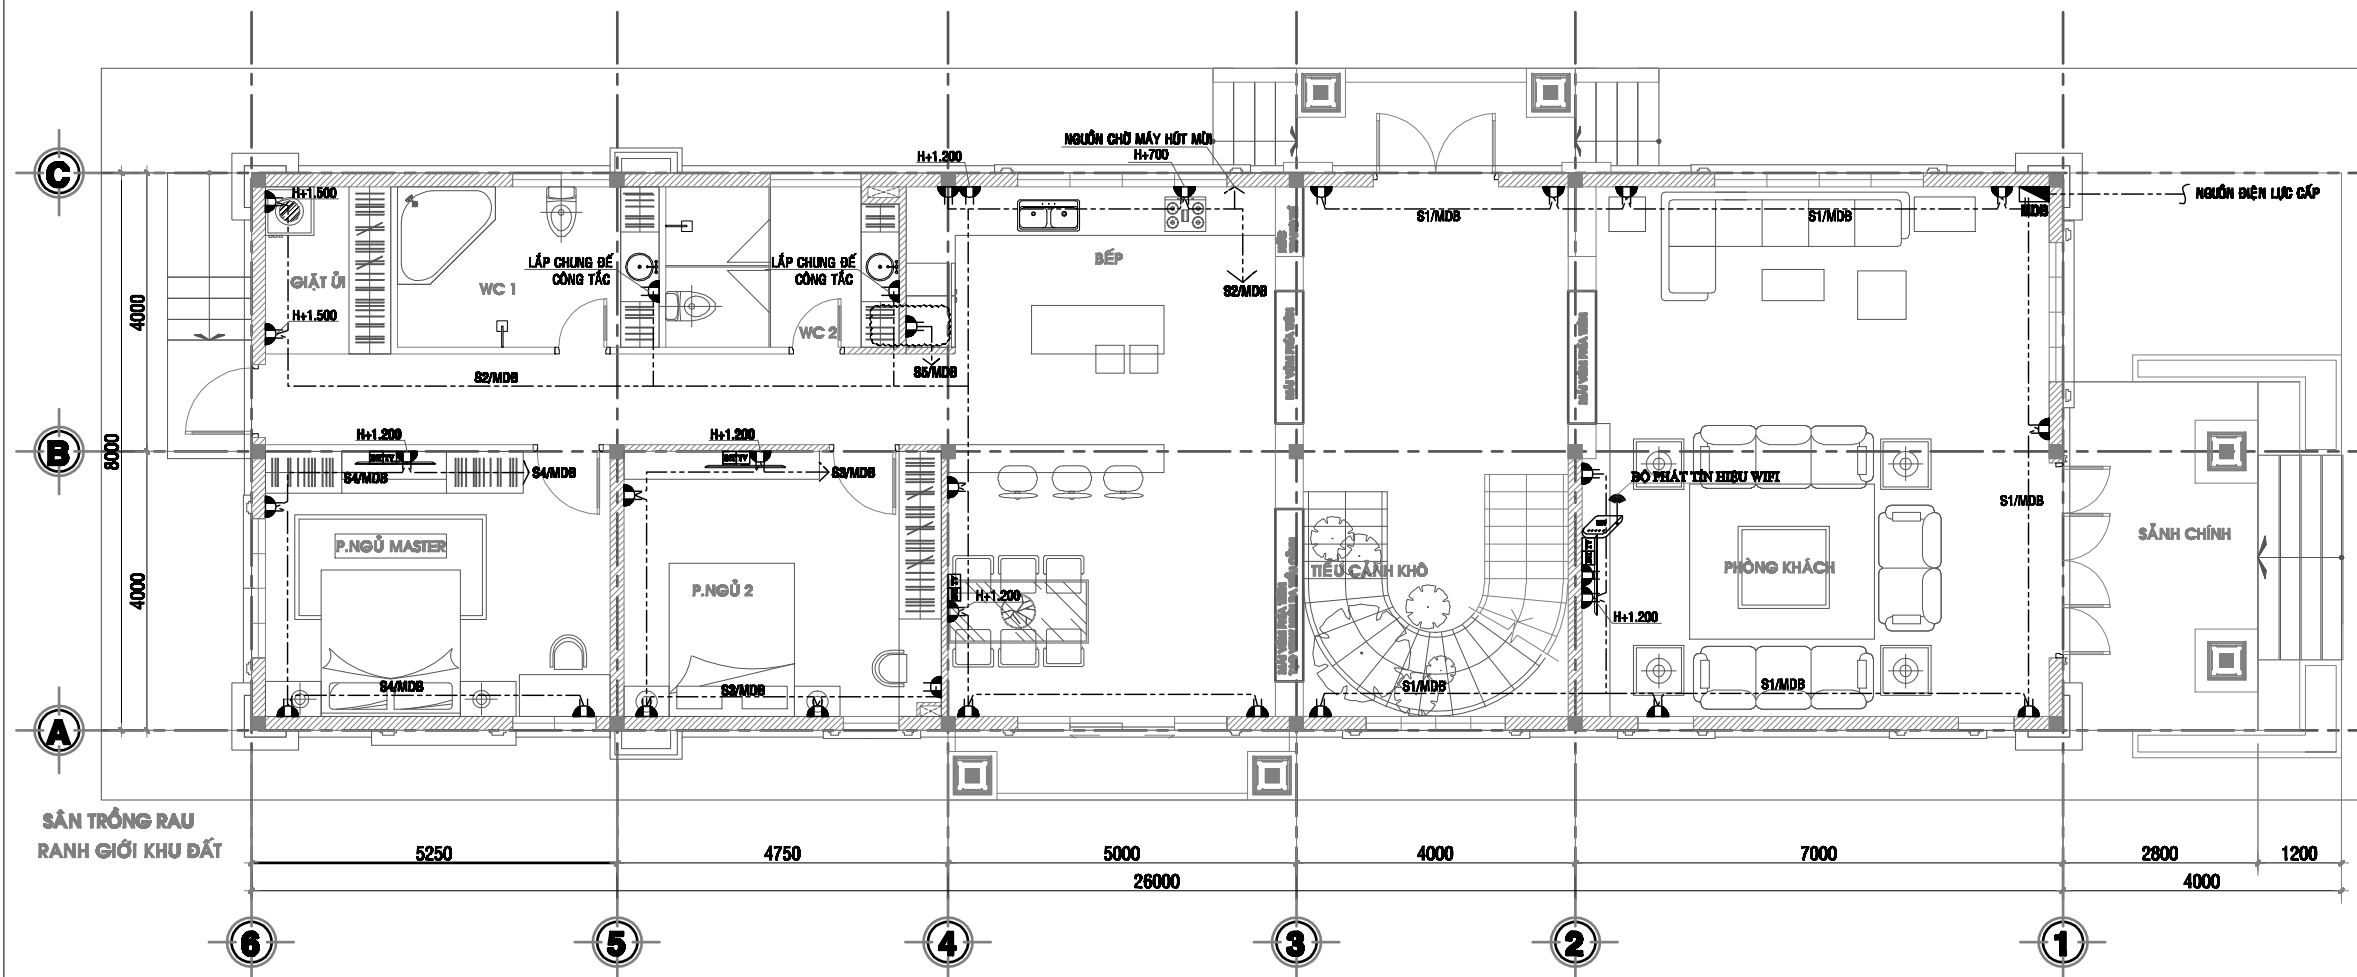 NGUỒN CHỜ MÁY HÚT MÙI
H+1.200
H+700
C
H+1.500
S1/MDB
S1/MDB
MDB
NGUỒN ĐIỆN LỰC CẤP
LẮP CHUNG ĐẾ
CÔNG TẮC
LẮP CHUNG ĐẾ
CÔNG TẮC
BẾP
GIẶT ỦI
WC 1
S2/MDB
4000
H+1.500
WC 2
S2/MDB
S5/MDB
8000
B
H+1.200
H+1.200
S4/MDB
S4/MDB
S3/MDB
BỘ PHÁT TÍN HIỆU WIFI
S1/MDB
P.NGỦ MASTER
SẢNH CHÍNH
TIỂU CẢNH KHÔ
PHÒNG KHÁCH
4000
P.NGỦ 2
H+1.200
H+1.200
S4/MDB
S3/MDB
S1/MDB
S1/MDB
A
SÂN TRỒNG RAU
RANH GIỚI KHU ĐẤT
5250
4750
5000
4000
7000
2800
1200
26000
4000
6
5
4
3
2
1